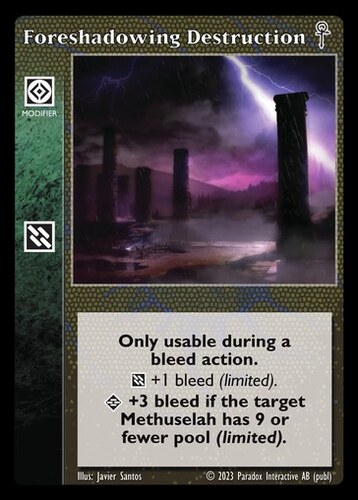 Foreshadowing Destruction
MODIFIER
Only usable during a
bleed action.
+1 bleed (limited).
+3 bleed if the target
Methuselah has 9 or
fewer pool (limited).
Illus: Javier Santos
© 2023 Paradox Interactive AB (publ)